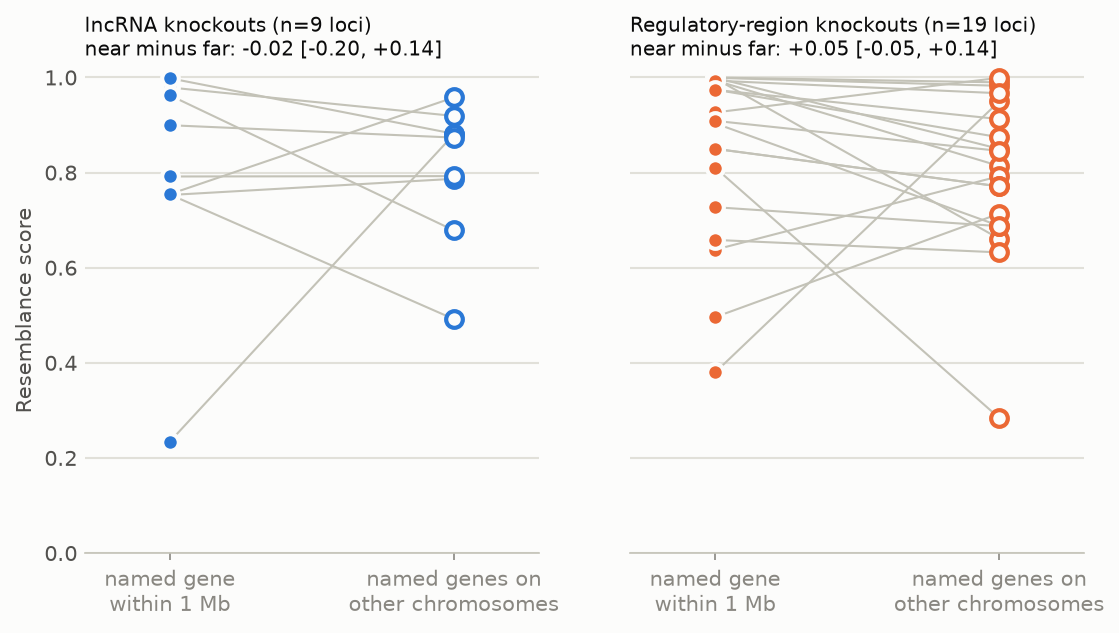 lncRNA knockouts (n=9 loci)
near minus far: -0.02 [-0.20, +0.14]
Regulatory-region knockouts (n=19 loci)
near minus far: +0.05 [-0.05, +0.14]
Resemblance score
1.0
0.8
0.6
0.4
0.2
0.0
named gene
within 1 Mb
named genes on
other chromosomes
named gene
within 1 Mb
named genes on
other chromosomes